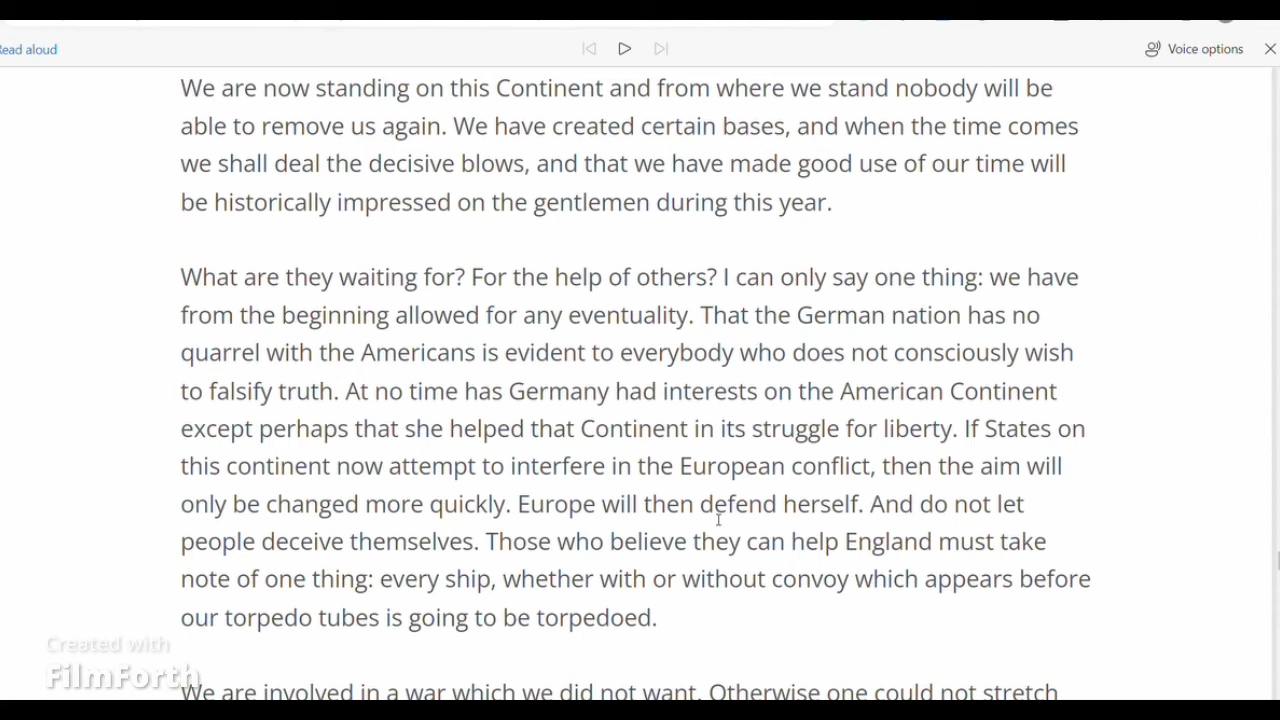 Read aloud
Voice options
We are now standing on this Continent and from where we stand nobody will be
able to remove us again. We have created certain bases, and when the time comes
we shall deal the decisive blows, and that we have made good use of our time will
be historically impressed on the gentlemen during this year.
What are they waiting for? For the help of others? I can only say one thing: we have
from the beginning allowed for any eventuality. That the German nation has no
quarrel with the Americans is evident to everybody who does not consciously wish
to falsify truth. At no time has Germany had interests on the American Continent
except perhaps that she helped that Continent in its struggle for liberty. If States on
this continent now attempt to interfere in the European conflict, then the aim will
only be changed more quickly. Europe will then defend herself. And do not let
people deceive themselves. Those who believe they can help England must take
note of one thing: every ship, whether with or without convoy which appears before
our torpedo tubes is going to be torpedoed.
Created with
FilmForth
We are involved in a war which we did not want. Otherwise one could not stretch